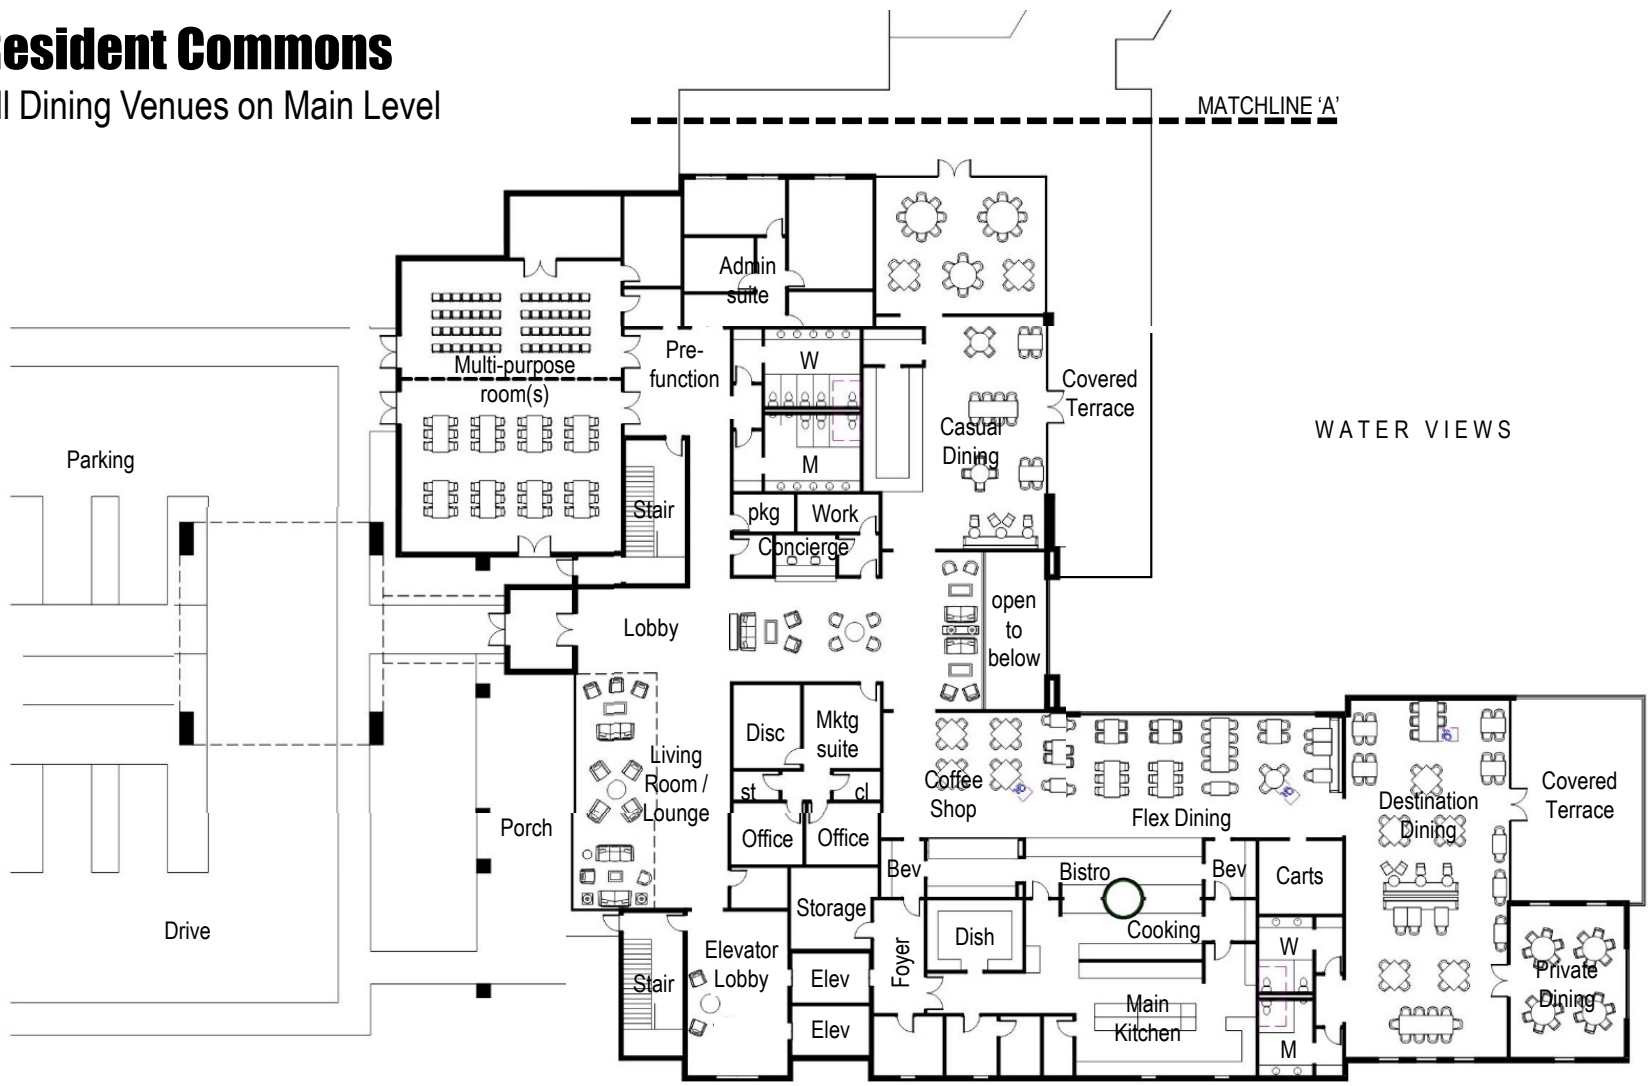 esident Commons
ll Dining Venues on Main Level
MATCHLINE ‘A’
Admin
suite
Pre-
function
W
Multi-purpose
room(s)
Covered
Terrace
Casual
Dining
WATER VIEWS
Parking
M
Stair
pkg
Work
Concierge
Lobby
open
to
below
Disc
Mktg
suite
Living
Room /
Lounge
st
cl
Coffee
Shop
Flex Dining
Destination
Dining
Covered
Terrace
Porch
Office
Office
Bev
Bistro
Bev
Carts
Storage
Drive
Elevator
Lobby
Foyer
Dish
Cooking
W
Stair
Elev
Private
Dining
Main
Kitchen
Elev
M